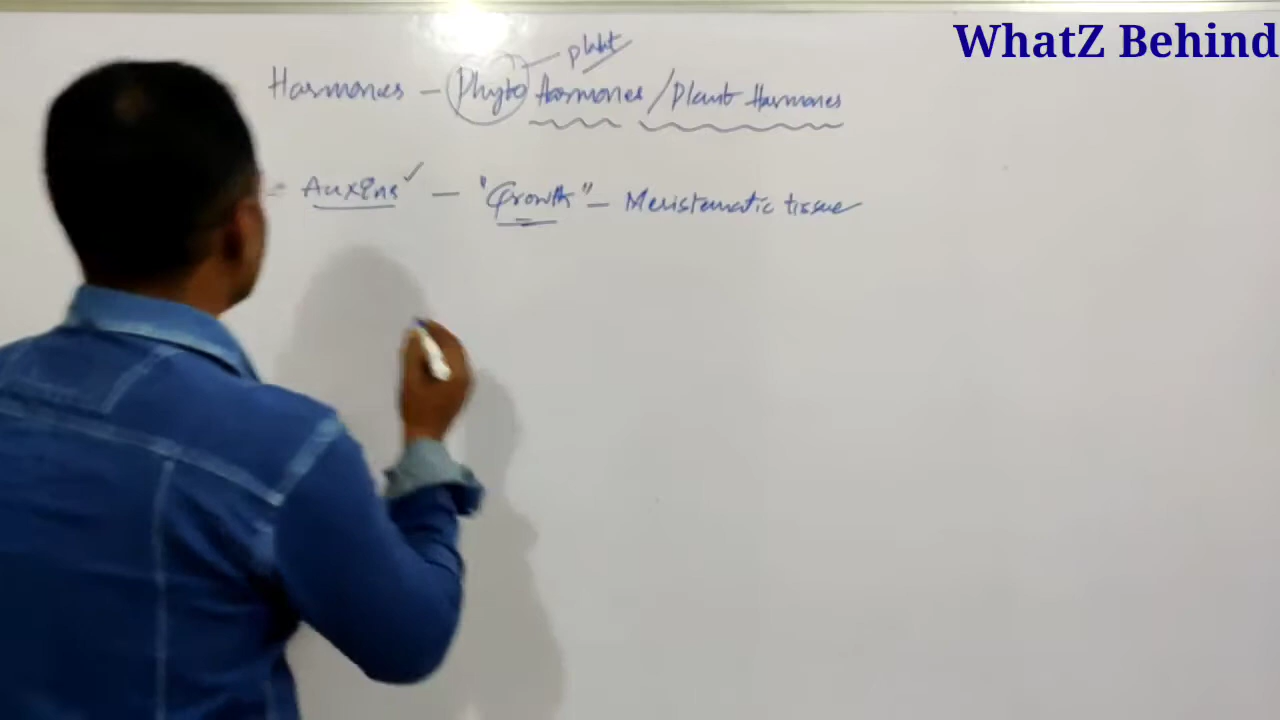 WhatZ Behind
plant
Harmones – Phyto Harmones / Plant Harmones
= Auxins ✓ – "Growth" – Meristematic tissue